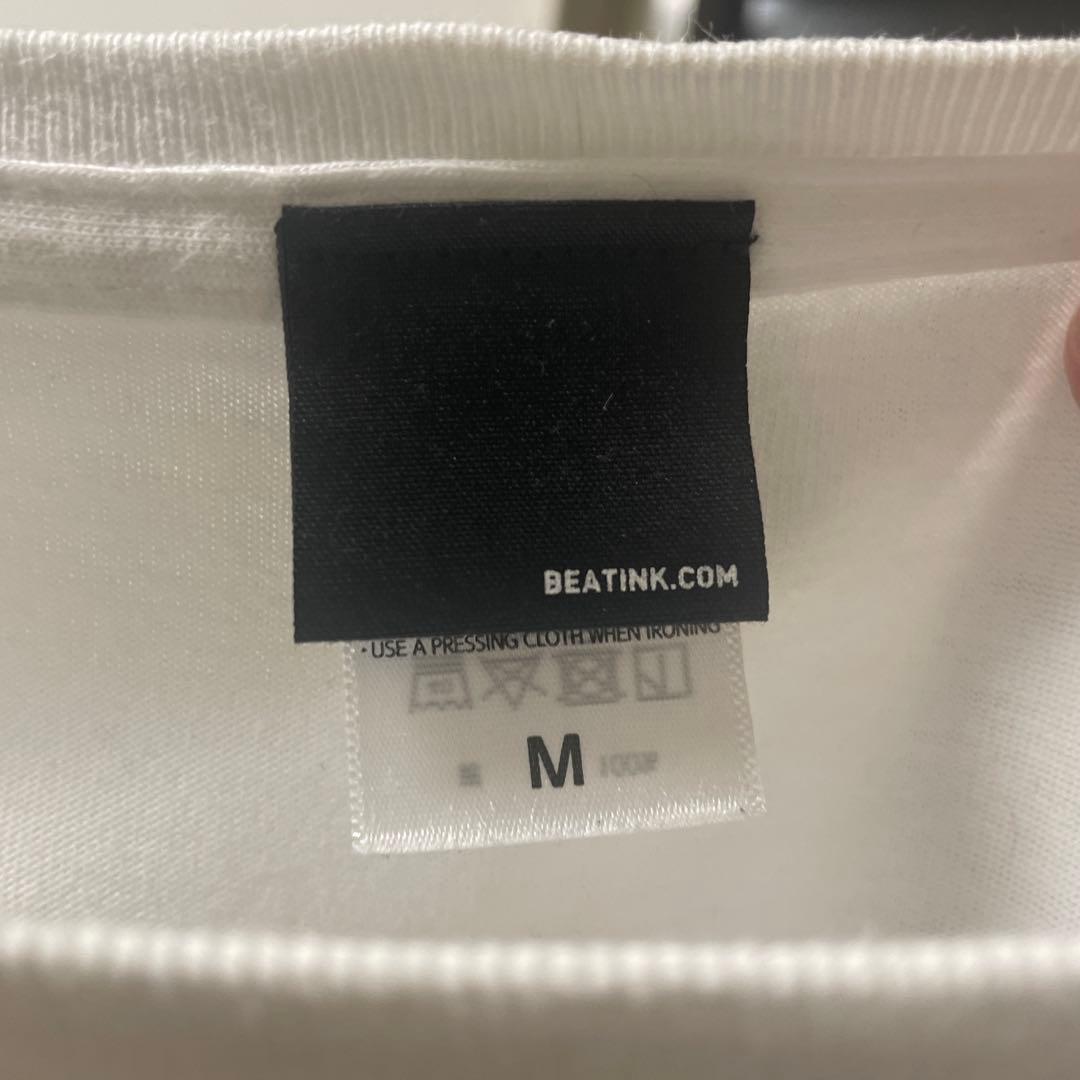 BEATINK.COM
· USE A PRESSING CLOTH WHEN IRONING
M